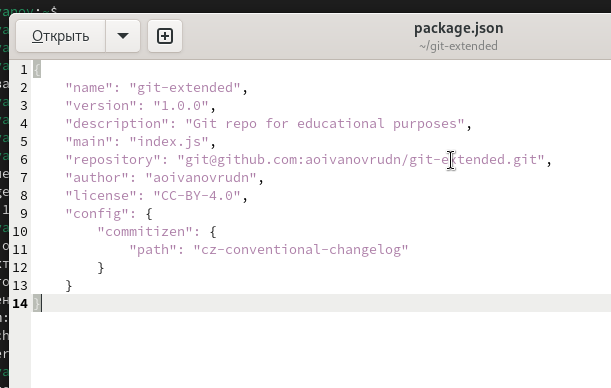 Открыть
package.json
~/git-extended
1 {
2     "name": "git-extended",
3     "version": "1.0.0",
4     "description": "Git repo for educational purposes",
5     "main": "index.js",
6     "repository": "git@github.com:aoivanovrudn/git-extended.git",
7     "author": "aoivanovrudn",
8     "license": "CC-BY-4.0",
9     "config": {
10         "commitizen": {
11             "path": "cz-conventional-changelog"
12         }
13     }
14 }